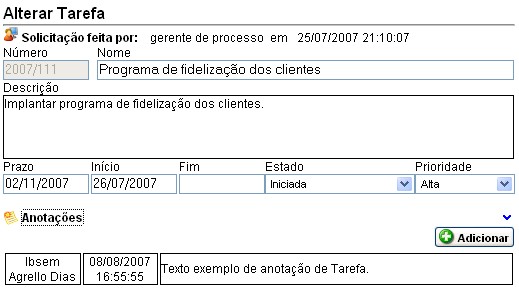 Alterar Tarefa
Solicitação feita por: gerente de processo em 25/07/2007 21:10:07
Número Nome
2007/111 Programa de fidelização dos clientes
Descrição
Implantar programa de fidelização dos clientes.
Prazo Início Fim Estado Prioridade
02/11/2007 26/07/2007 Iniciada Alta
Anotações
Adicionar
Ibsem 08/08/2007
Agrello Dias 16:55:55 Texto exemplo de anotação de Tarefa.